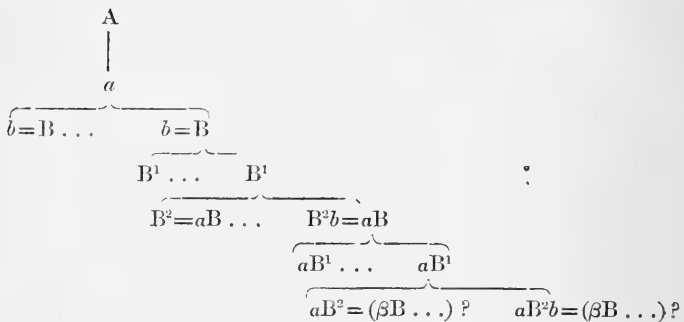 A
a
b=B ... b=B
B¹ ... B¹
B²=aB ... B²b=aB
aB¹ ... aB¹
aB²=(βB ...) ? aB²b=(βB ...)?